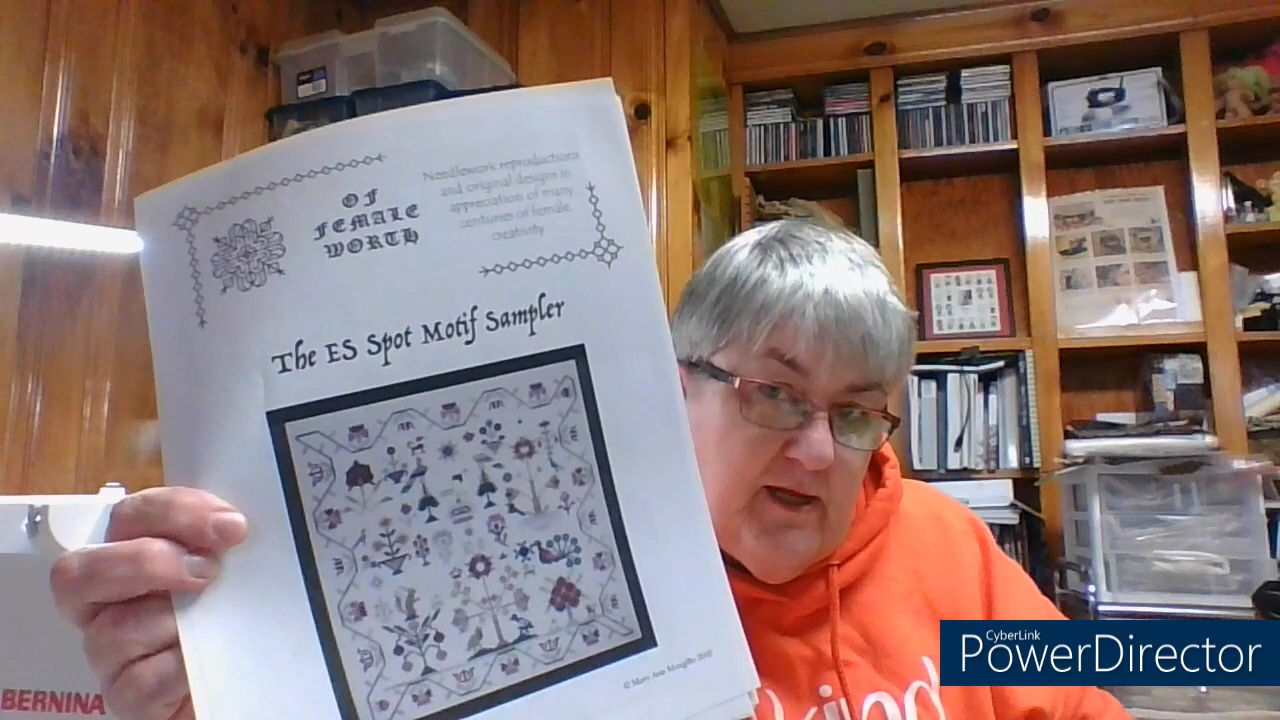 OF
FEMALE
WORTH
Needlework reproductions
and original designs in
appreciation of many
centuries of female
creativity
The ES Spot Motif Sampler
BERNINA
kind
CyberLink
PowerDirector